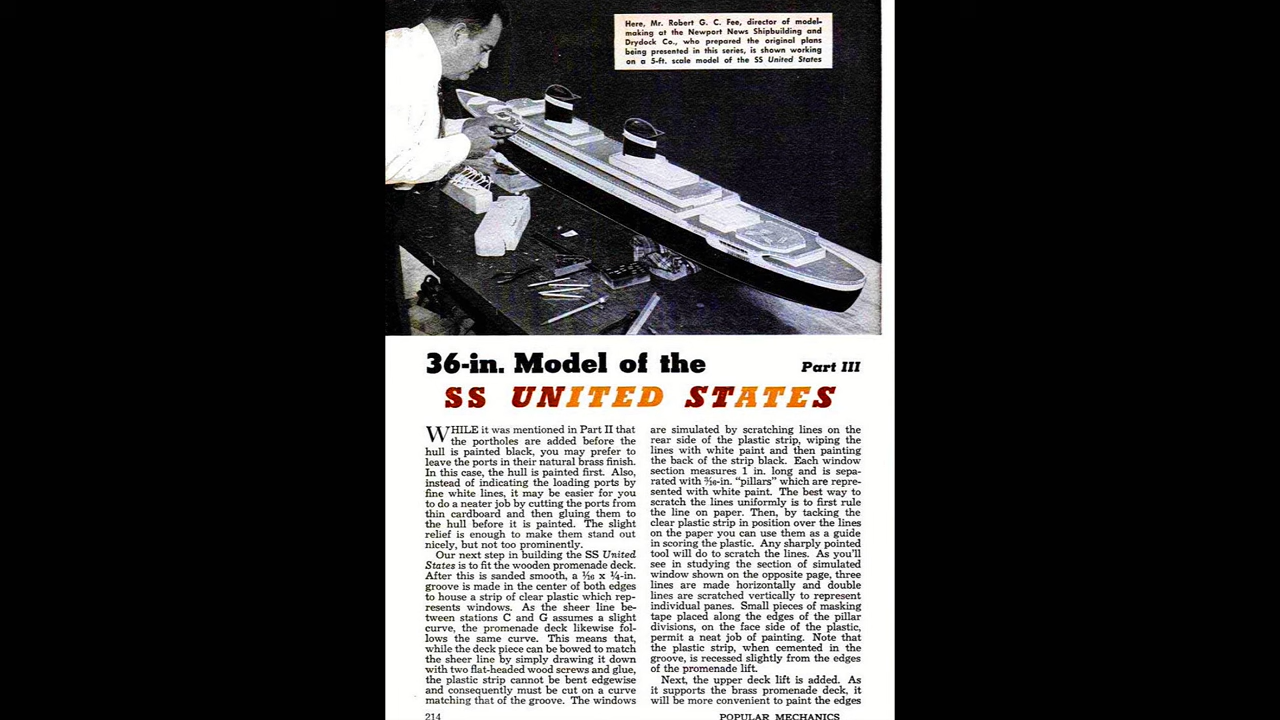 Here, Mr. Robert G. C. Fee, director of model-
making at the Newport News Shipbuilding and
Drydock Co., who prepared the original plans
being presented in this series, is shown working
on a 5-ft. scale model of the SS United States
36-in. Model of the
Part III
SS UNITED STATES
WHILE it was mentioned in Part II that
the portholes are added before the
hull is painted black, you may prefer to
leave the ports in their natural brass finish.
In this case, the hull is painted first. Also,
instead of indicating the loading ports by
fine white lines, it may be easier for you
to do a neater job by cutting the ports from
thin cardboard and then gluing them to
the hull before it is painted. The slight
relief is enough to make them stand out
nicely, but not too prominently.
Our next step in building the SS United
States is to fit the wooden promenade deck.
After this is sanded smooth, a 1/16 x 1/4-in.
groove is made in the center of both edges
to house a strip of clear plastic which rep-
resents windows. As the sheer line be-
tween stations C and G assumes a slight
curve, the promenade deck likewise fol-
lows the same curve. This means that,
while the deck piece can be bowed to match
the sheer line by simply drawing it down
with two flat-headed wood screws and glue,
the plastic strip cannot be bent edgewise
and consequently must be cut on a curve
matching that of the groove. The windows
are simulated by scratching lines on the
rear side of the plastic strip, wiping the
lines with white paint and then painting
the back of the strip black. Each window
section measures 1 in. long and is sepa-
rated with -in. "pillars" which are repre-
sented with white paint. The best way to
scratch the lines uniformly is to first rule
the line on paper. Then, by tacking the
clear plastic strip in position over the lines
on the paper you can use them as a guide
in scoring the plastic. Any sharply pointed
tool will do to scratch the lines. As you'll
see in studying the section of simulated
window shown on the opposite page, three
lines are made horizontally and double
lines are scratched vertically to represent
individual panes. Small pieces of masking
tape placed along the edges of the pillar
divisions, on the face side of the plastic,
permit a neat job of painting. Note that
the plastic strip, when cemented in the
groove, is recessed slightly from the edges
of the promenade lift.
Next, the upper deck lift is added. As
it supports the brass promenade deck, it
will be more convenient to paint the edges
214
POPULAR MECHANICS